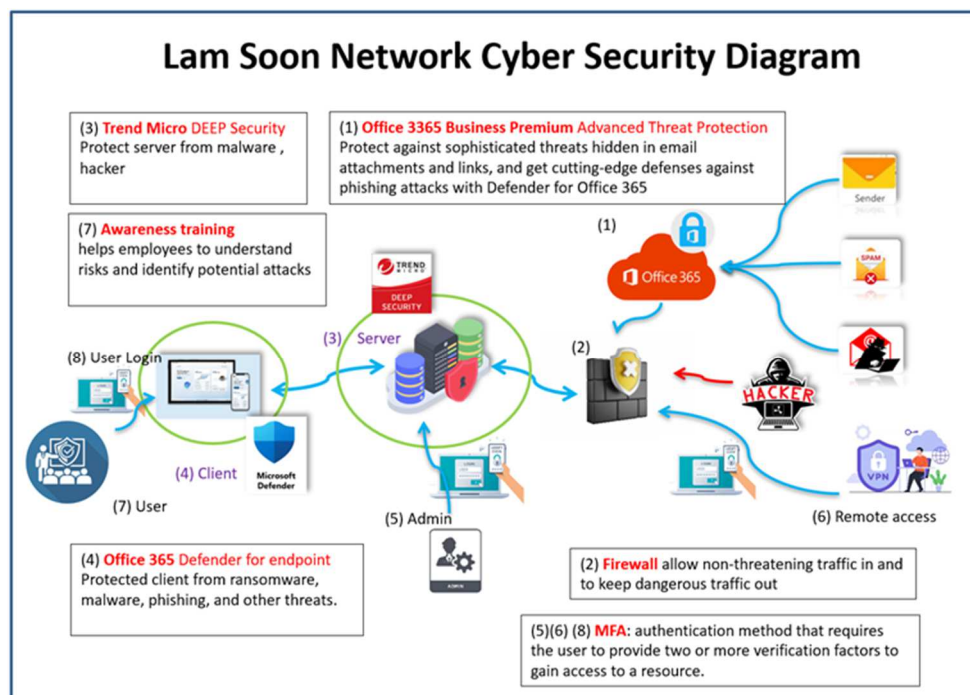 Lam Soon Network Cyber Security Diagram
(3) Trend Micro DEEP Security
Protect server from malware ,
hacker
(1) Office 3365 Business Premium Advanced Threat Protection
Protect against sophisticated threats hidden in email
attachments and links, and get cutting-edge defenses against
phishing attacks with Defender for Office 365
(7) Awareness training
helps employees to understand
risks and identify potential attacks
(1)
Office 365
Sender
SPAM
TREND
MICRO
DEEP
SECURITY
(3) Server
(2)
HACKER
(8) User Login
(4) Client
Microsoft
Defender
(7) User
(5) Admin
ADMIN
VPN
(6) Remote access
(4) Office 365 Defender for endpoint
Protected client from ransomware,
malware, phishing, and other threats.
(2) Firewall allow non-threatening traffic in and
to keep dangerous traffic out
(5)(6) (8) MFA: authentication method that requires
the user to provide two or more verification factors to
gain access to a resource.